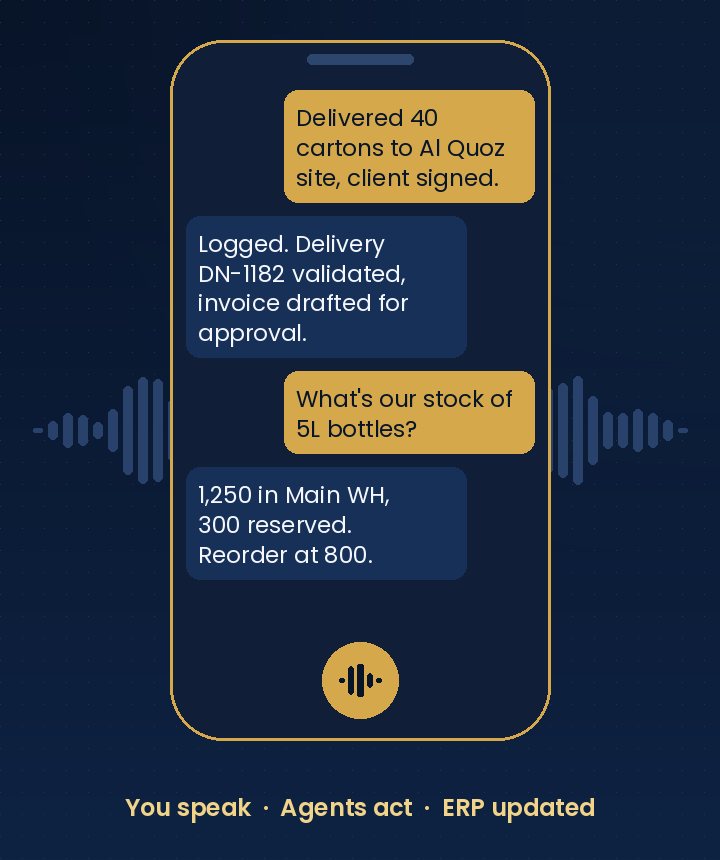 Delivered 40
cartons to Al Quoz
site, client signed.
Logged. Delivery
DN-1182 validated,
invoice drafted for
approval.
What's our stock of
5L bottles?
1,250 in Main WH,
300 reserved.
Reorder at 800.
You speak · Agents act · ERP updated